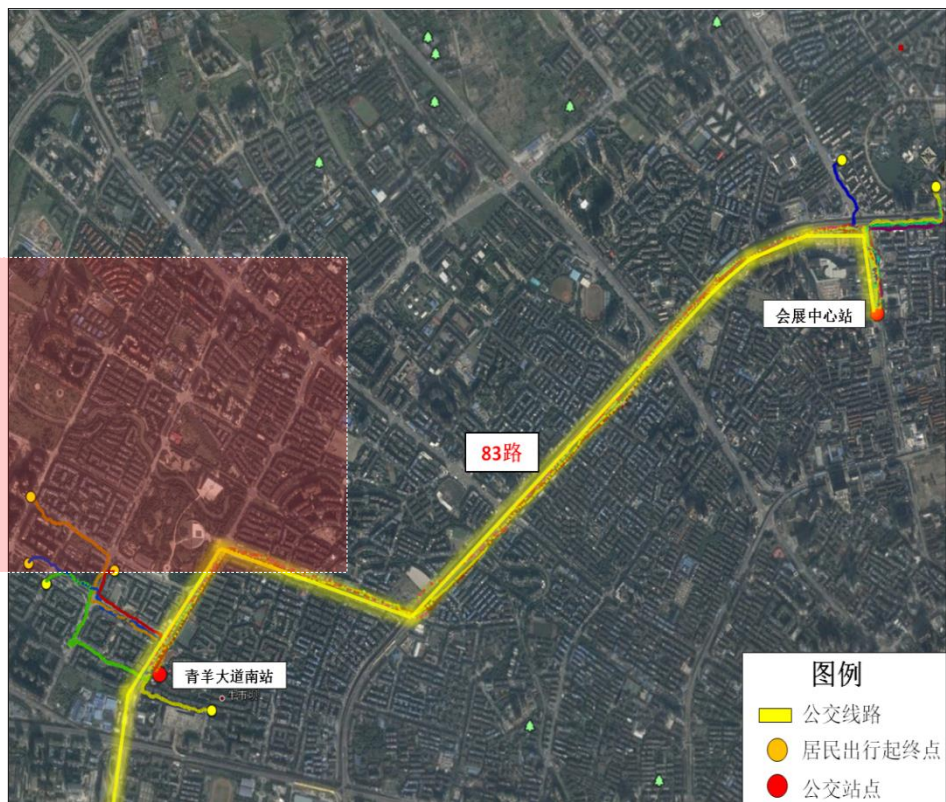 会展中心站
83路
青羊大道南站
图例
公交线路
居民出行起终点
公交站点